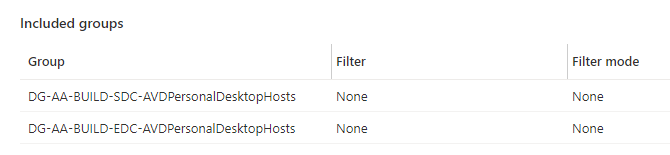 Included groups
Group Filter Filter mode
DG-AA-BUILD-SDC-AVDPersonalDesktopHosts None None
DG-AA-BUILD-EDC-AVDPersonalDesktopHosts None None